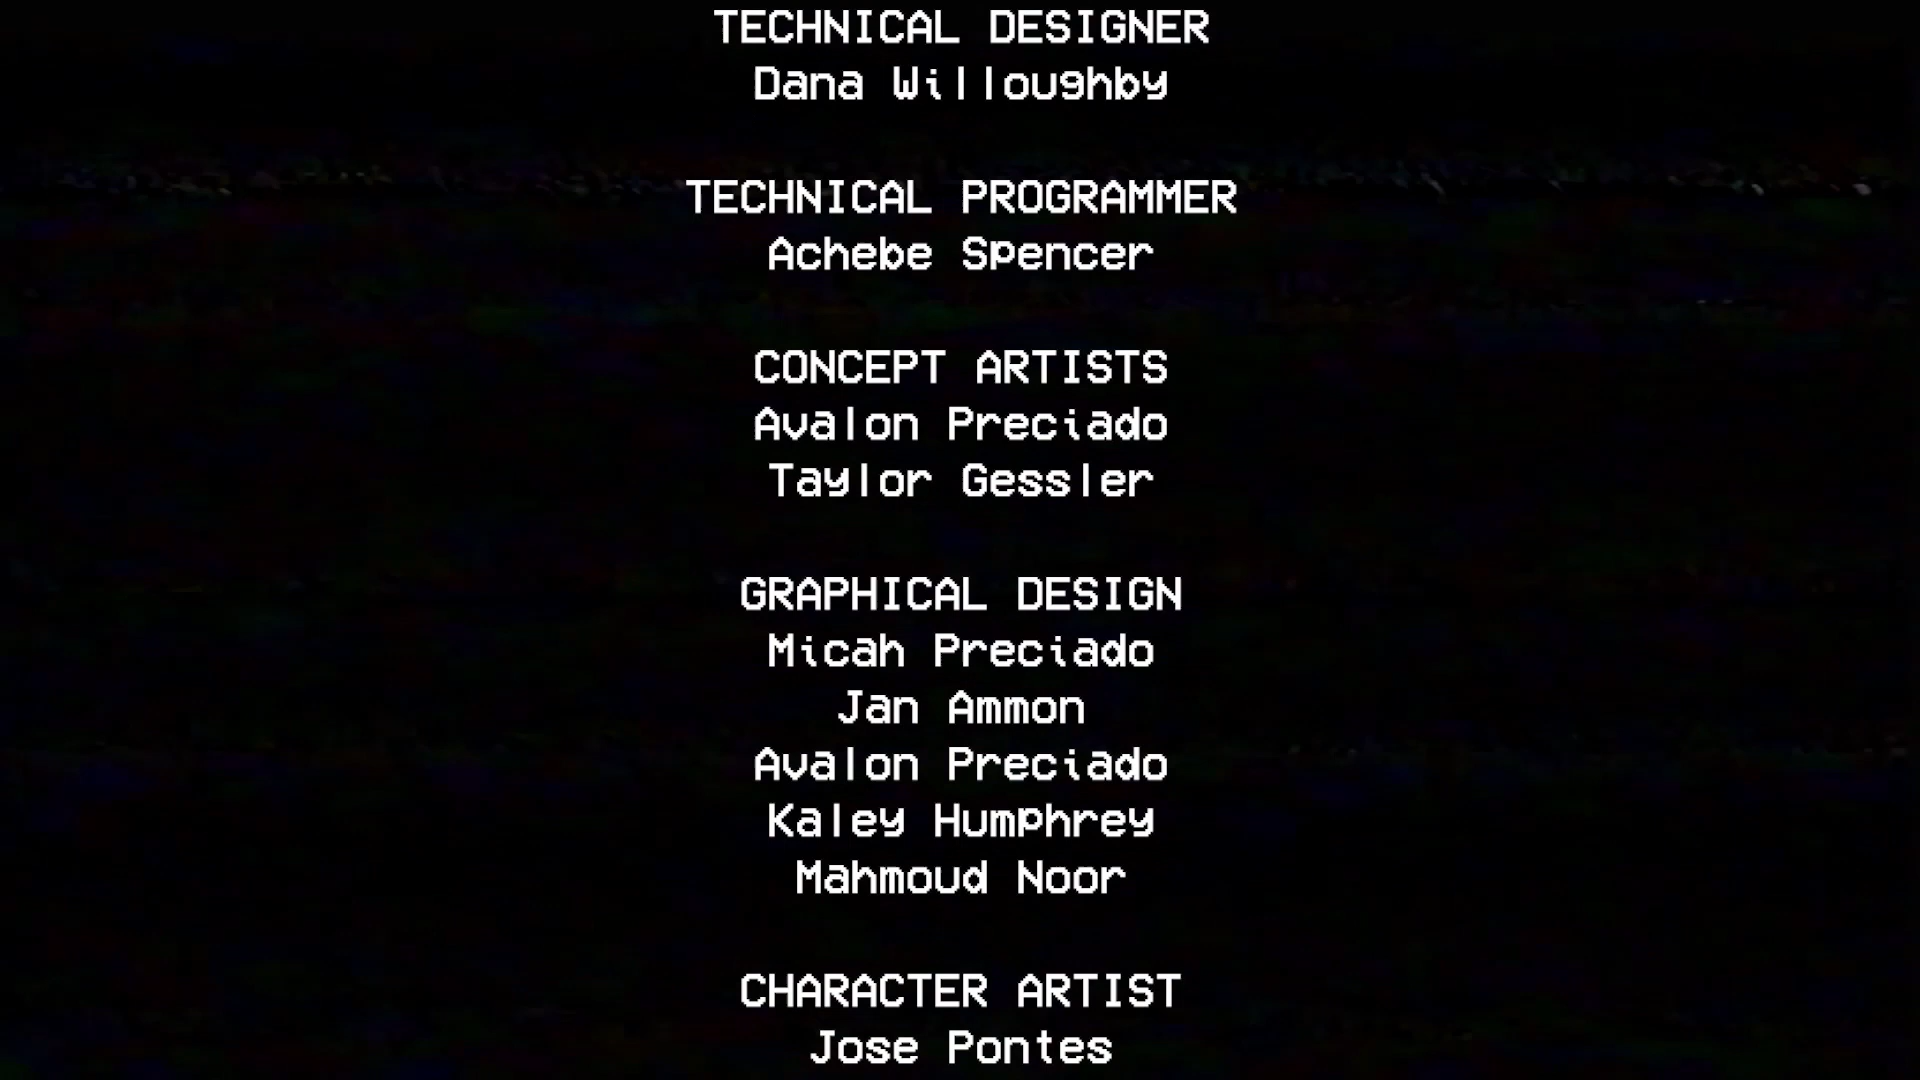 TECHNICAL DESIGNER
Dana Willoughby
TECHNICAL PROGRAMMER
Achebe Spencer
CONCEPT ARTISTS
Avalon Preciado
Taylor Gessler
GRAPHICAL DESIGN
Micah Preciado
Jan Ammon
Avalon Preciado
Kaley Humphrey
Mahmoud Noor
CHARACTER ARTIST
Jose Pontes